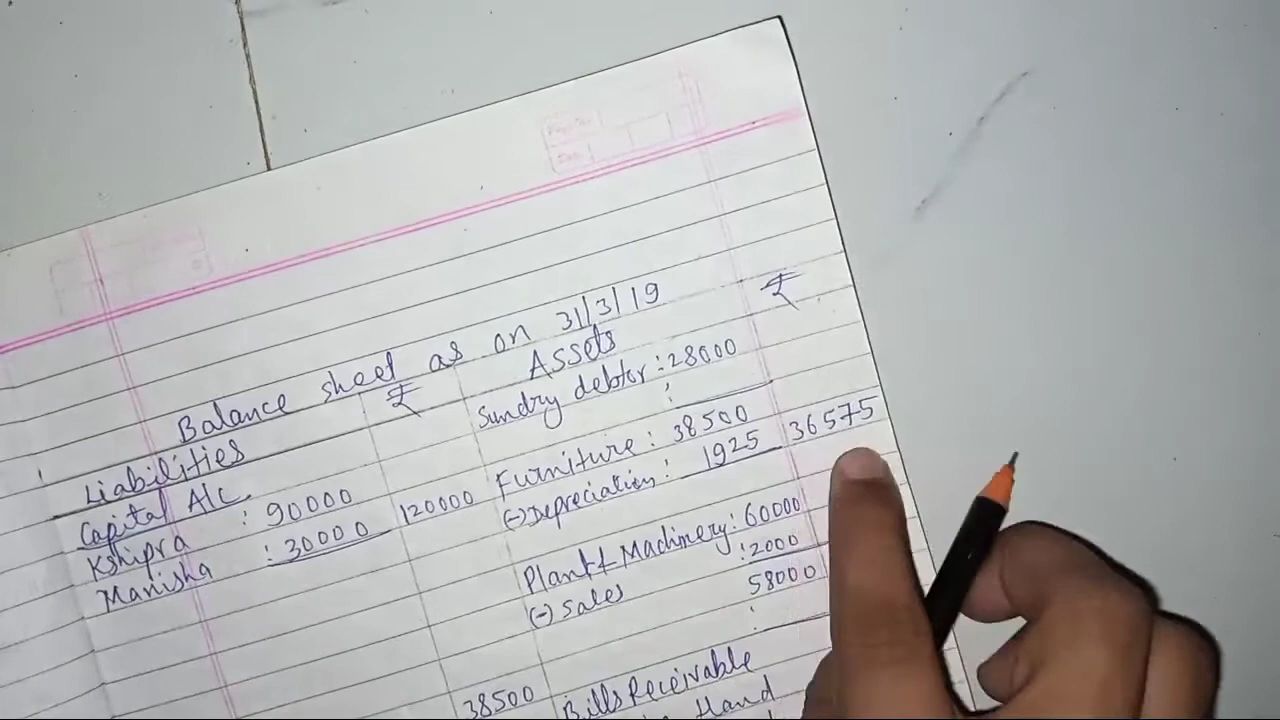 Balance sheet as on 31/3/19
Liabilities ₹ Assets ₹
Capital A/c Sundry debtor : 28000
:
Kshipra : 90000 Furniture : 38500
Manisha : 30000 120000 (-) Depreciation : 1925 36575
Plant & Machinery : 60000
(-) Sales : 2000
58000
:
38500 Bills Receivable
Hand